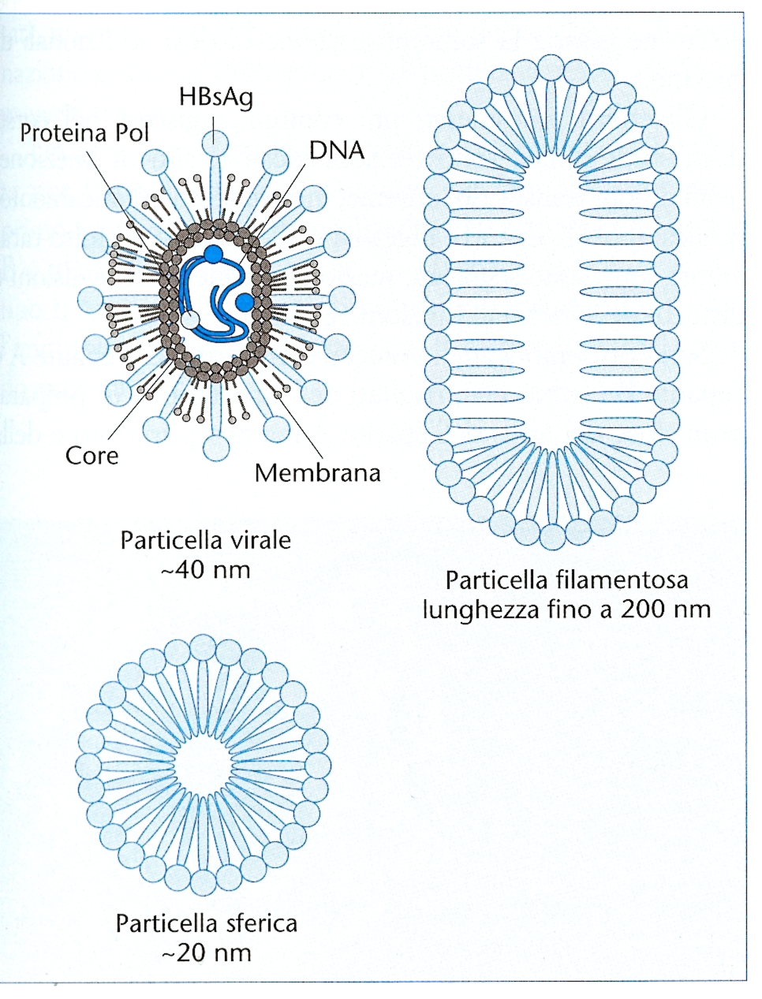 HBsAg
Proteina Pol
DNA
Core
Membrana
Particella virale
~40 nm
Particella filamentosa
lunghezza fino a 200 nm
Particella sferica
~20 nm